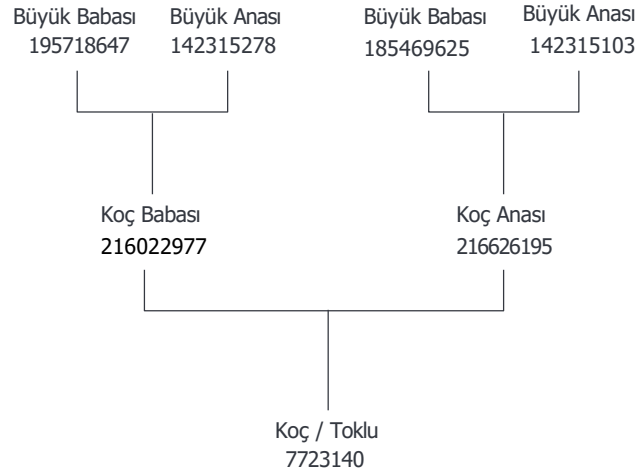 Büyük Babası Büyük Anası Büyük Babası Büyük Anası
195718647 142315278 185469625 142315103
Koç Babası Koç Anası
216022977 216626195
Koç / Toklu
7723140